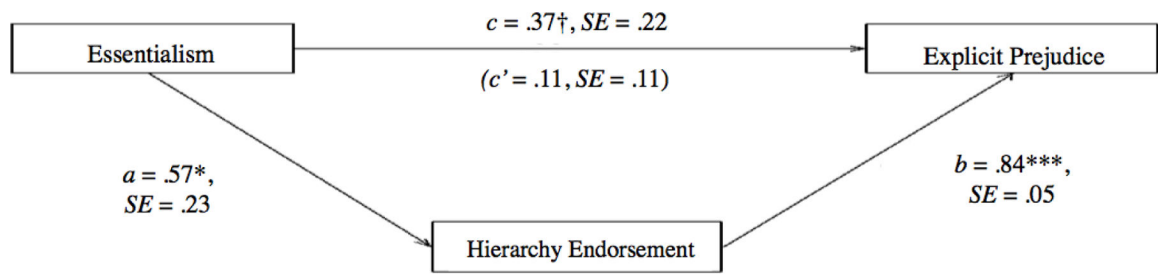 c = .37†, SE = .22
Essentialism
Explicit Prejudice
(c’ = .11, SE = .11)
a = .57*,
SE = .23
b = .84***,
SE = .05
Hierarchy Endorsement